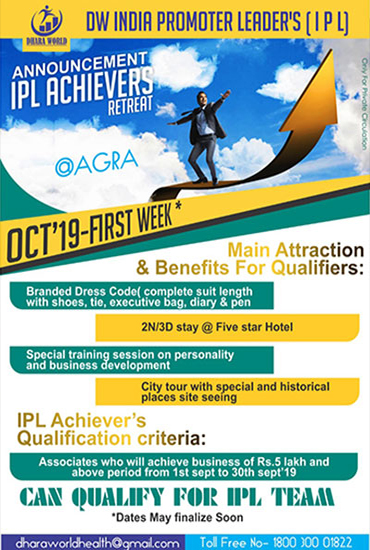 DW INDIA PROMOTER LEADER'S ( I P L)
DHARA WORLD
ANNOUNCEMENT
IPL ACHIEVERS
RETREAT
Only For Private Circulation
@AGRA
OCT'19-FIRST WEEK*
Main Attraction
& Benefits For Qualifiers:
Branded Dress Code( complete suit length
with shoes, tie, executive bag, diary & pen
2N/3D stay @ Five star Hotel
Special training session on personality
and business development
City tour with special and historical
places site seeing
IPL Achiever's
Qualification criteria:
Associates who will achieve business of Rs.5 lakh and
above period from 1st sept to 30th sept'19
CAN QUALIFY FOR IPL TEAM
*Dates May finalize Soon
dharaworldhealth@gmail.com
Toll Free No- 1800 )00 01822